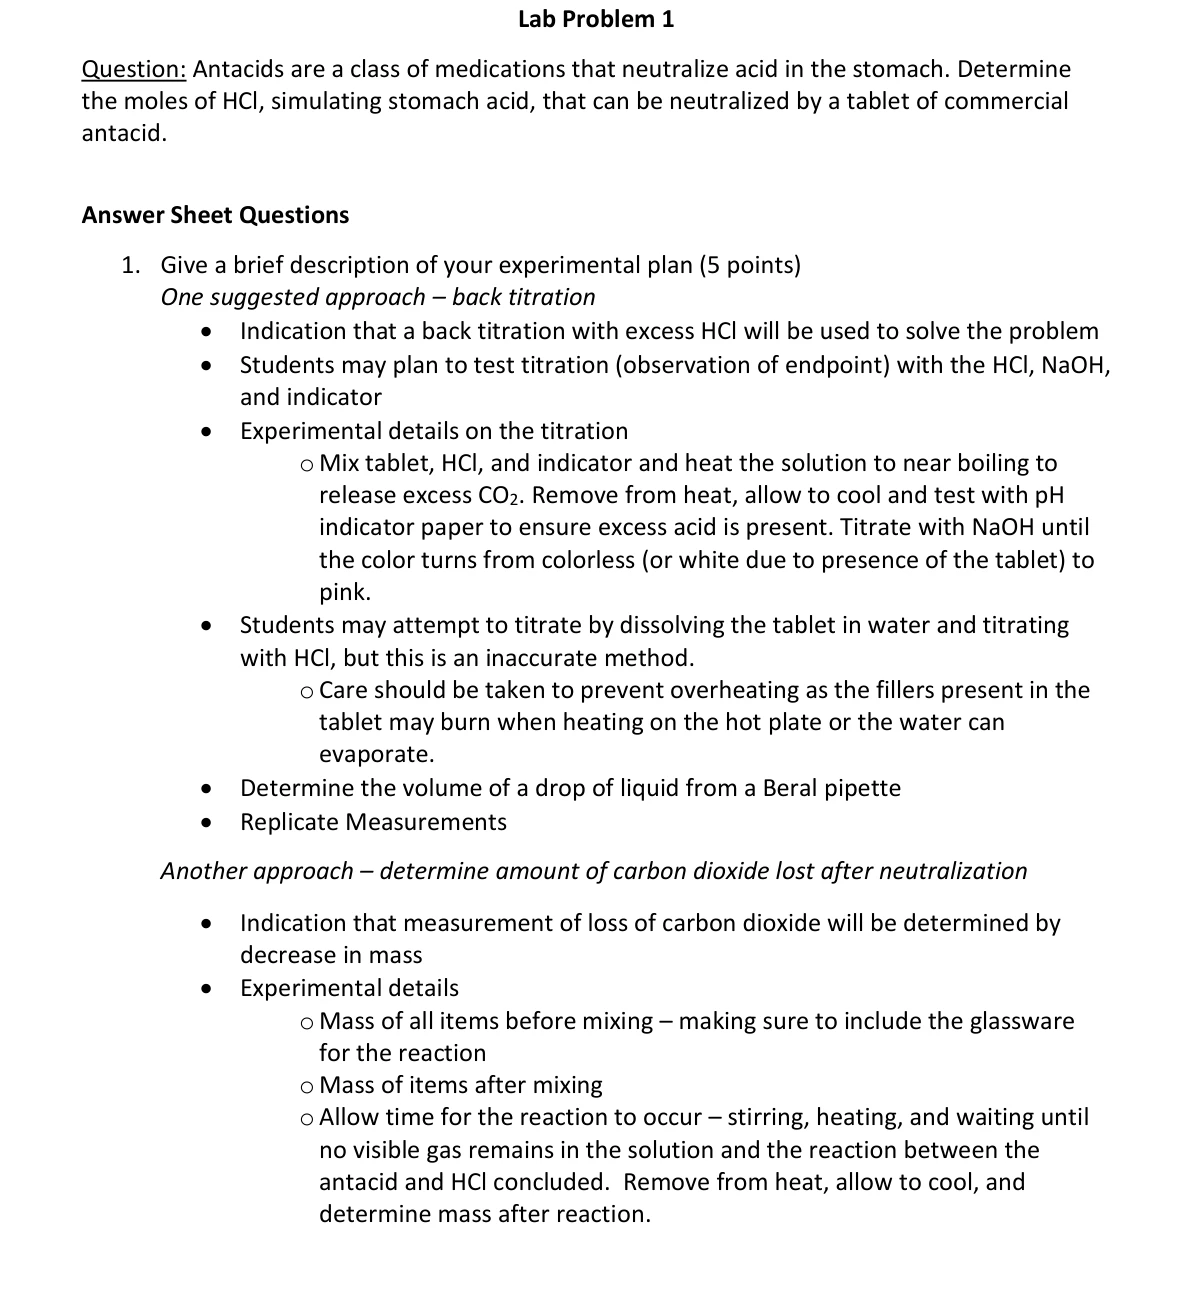 Lab Problem 1
Question: Antacids are a class of medications that neutralize acid in the stomach. Determine
the moles of HCl, simulating stomach acid, that can be neutralized by a tablet of commercial
antacid.
Answer Sheet Questions
1. Give a brief description of your experimental plan (5 points)
One suggested approach – back titration
• Indication that a back titration with excess HCl will be used to solve the problem
• Students may plan to test titration (observation of endpoint) with the HCl, NaOH,
and indicator
• Experimental details on the titration
o Mix tablet, HCl, and indicator and heat the solution to near boiling to
release excess CO2. Remove from heat, allow to cool and test with pH
indicator paper to ensure excess acid is present. Titrate with NaOH until
the color turns from colorless (or white due to presence of the tablet) to
pink.
• Students may attempt to titrate by dissolving the tablet in water and titrating
with HCl, but this is an inaccurate method.
o Care should be taken to prevent overheating as the fillers present in the
tablet may burn when heating on the hot plate or the water can
evaporate.
• Determine the volume of a drop of liquid from a Beral pipette
• Replicate Measurements
Another approach – determine amount of carbon dioxide lost after neutralization
• Indication that measurement of loss of carbon dioxide will be determined by
decrease in mass
• Experimental details
o Mass of all items before mixing – making sure to include the glassware
for the reaction
o Mass of items after mixing
o Allow time for the reaction to occur – stirring, heating, and waiting until
no visible gas remains in the solution and the reaction between the
antacid and HCl concluded.  Remove from heat, allow to cool, and
determine mass after reaction.